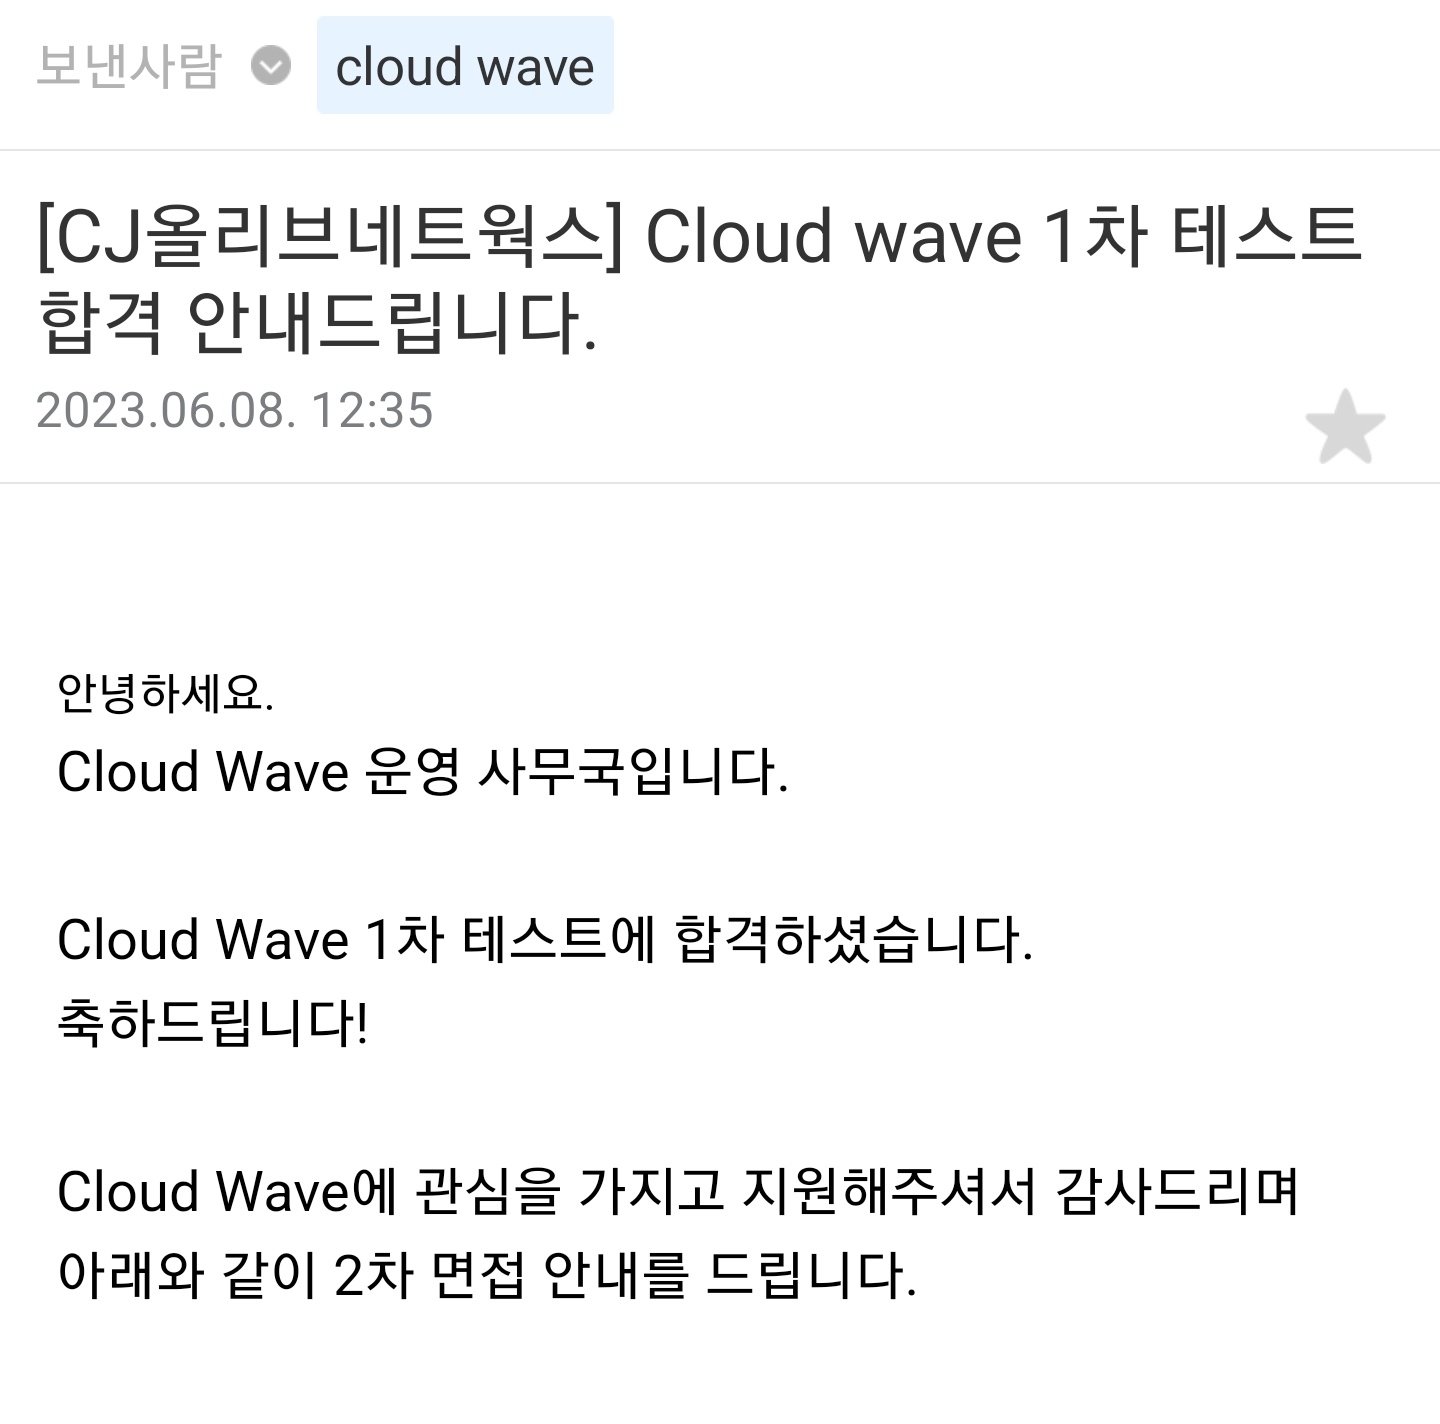 보낸사람 cloud wave
[CJ올리브네트웍스] Cloud wave 1차 테스트
합격 안내드립니다.
2023.06.08. 12:35
안녕하세요.
Cloud Wave 운영 사무국입니다.
Cloud Wave 1차 테스트에 합격하셨습니다.
축하드립니다!
Cloud Wave에 관심을 가지고 지원해주셔서 감사드리며
아래와 같이 2차 면접 안내를 드립니다.